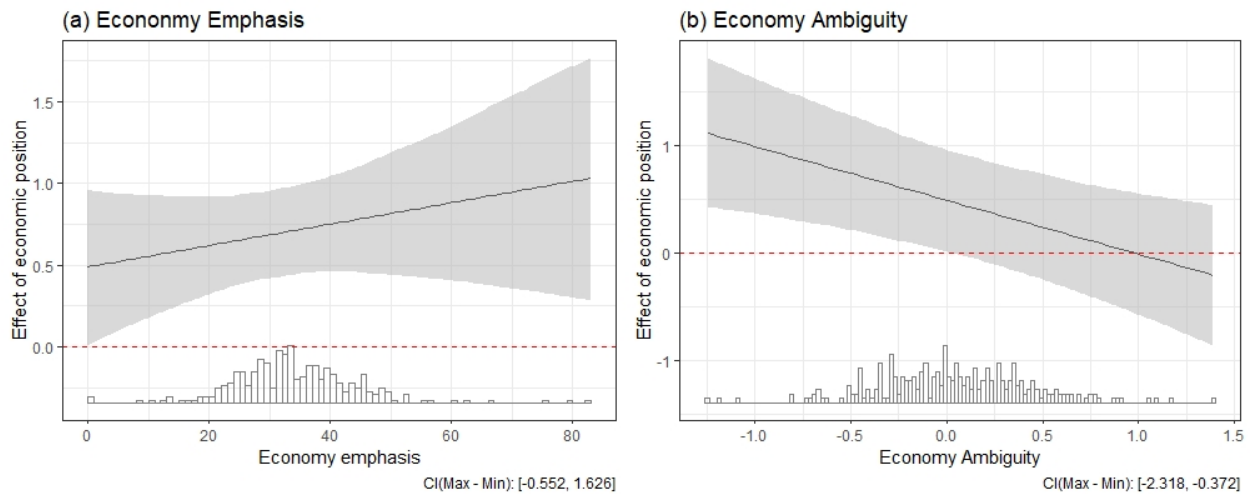 (a) Econonmy Emphasis
Effect of economic position
1.5
1.0
0.5
0.0
0
20
40
60
80
Economy emphasis
CI(Max - Min): [-0.552, 1.626]
(b) Economy Ambiguity
Effect of economic position
1
0
-1
-1.0
-0.5
0.0
0.5
1.0
1.5
Economy Ambiguity
CI(Max - Min): [-2.318, -0.372]